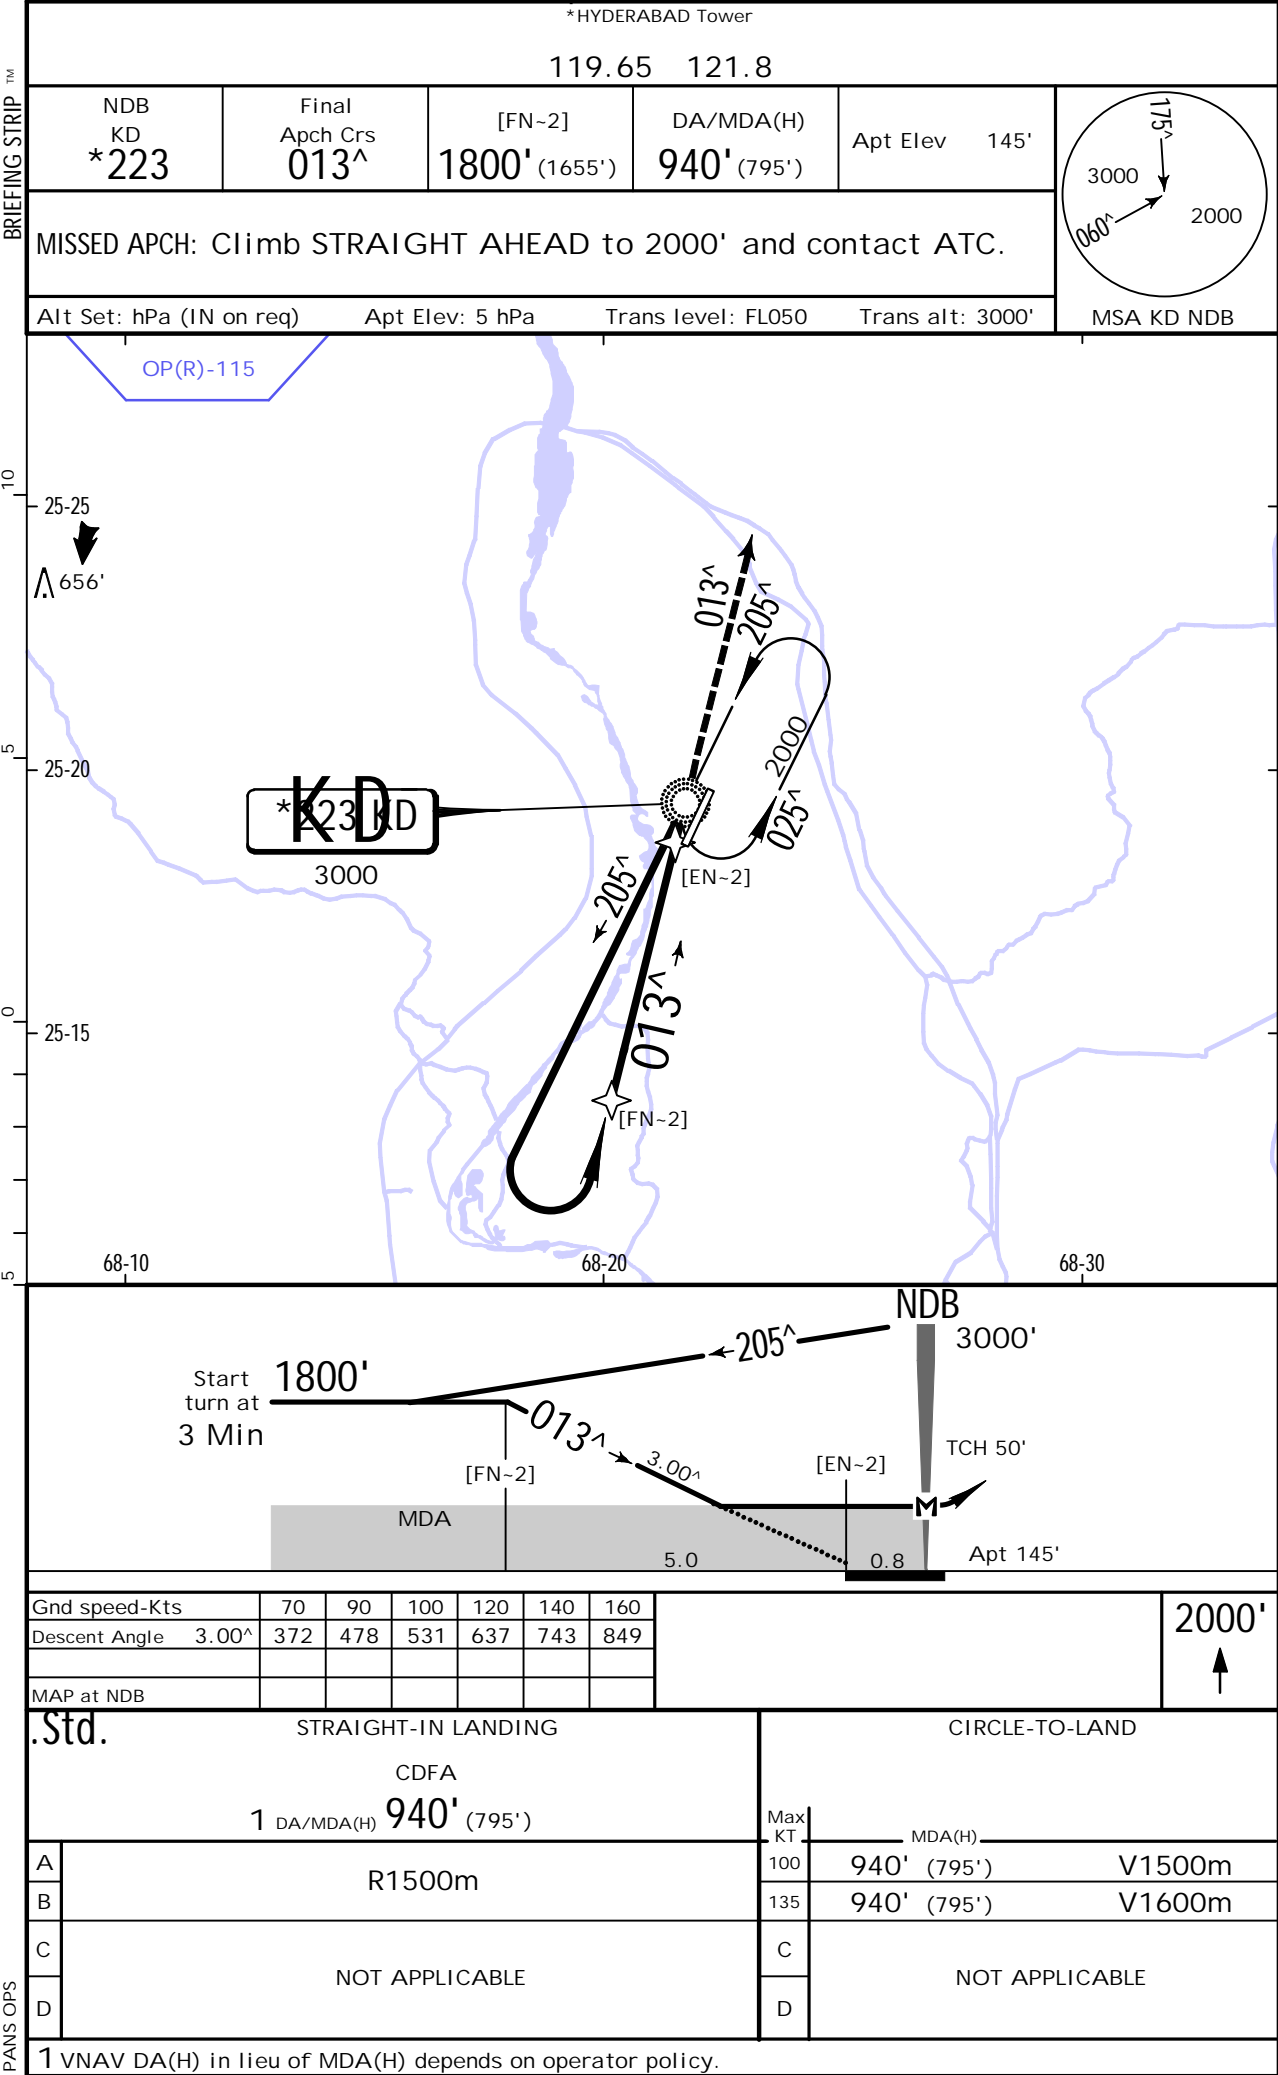 *HYDERABAD Tower
119.65 121.8
BRIEFING STRIP ™
NDB
KD
*223
Final
Apch Crs
013^
[FN~2]
1800' (1655')
DA/MDA(H)
940' (795')
Apt Elev 145'
175^
3000
2000
060^
MSA KD NDB
MISSED APCH: Climb STRAIGHT AHEAD to 2000' and contact ATC.
Alt Set: hPa (IN on req) Apt Elev: 5 hPa Trans level: FL050 Trans alt: 3000'
OP(R)-115
10
25-25
656'
013^
205^
5
25-20
2000
025^
KD
*223 KD
3000
[EN~2]
205^
013^
0
25-15
[FN~2]
5
68-10
68-20
68-30
NDB
3000'
205^
Start
turn at
3 Min
1800'
013^
3.00^
[FN~2]
[EN~2]
TCH 50'
M
MDA
5.0
0.8
Apt 145'
Gnd speed-Kts 70 90 100 120 140 160
Descent Angle 3.00^ 372 478 531 637 743 849
MAP at NDB
2000'
.Std.
STRAIGHT-IN LANDING
CDFA
1 DA/MDA(H) 940' (795')
CIRCLE-TO-LAND
Max
KT
MDA(H)
A
B
R1500m
100 940' (795') V1500m
135 940' (795') V1600m
C
D
NOT APPLICABLE
C
D
NOT APPLICABLE
PANS OPS
1 VNAV DA(H) in lieu of MDA(H) depends on operator policy.